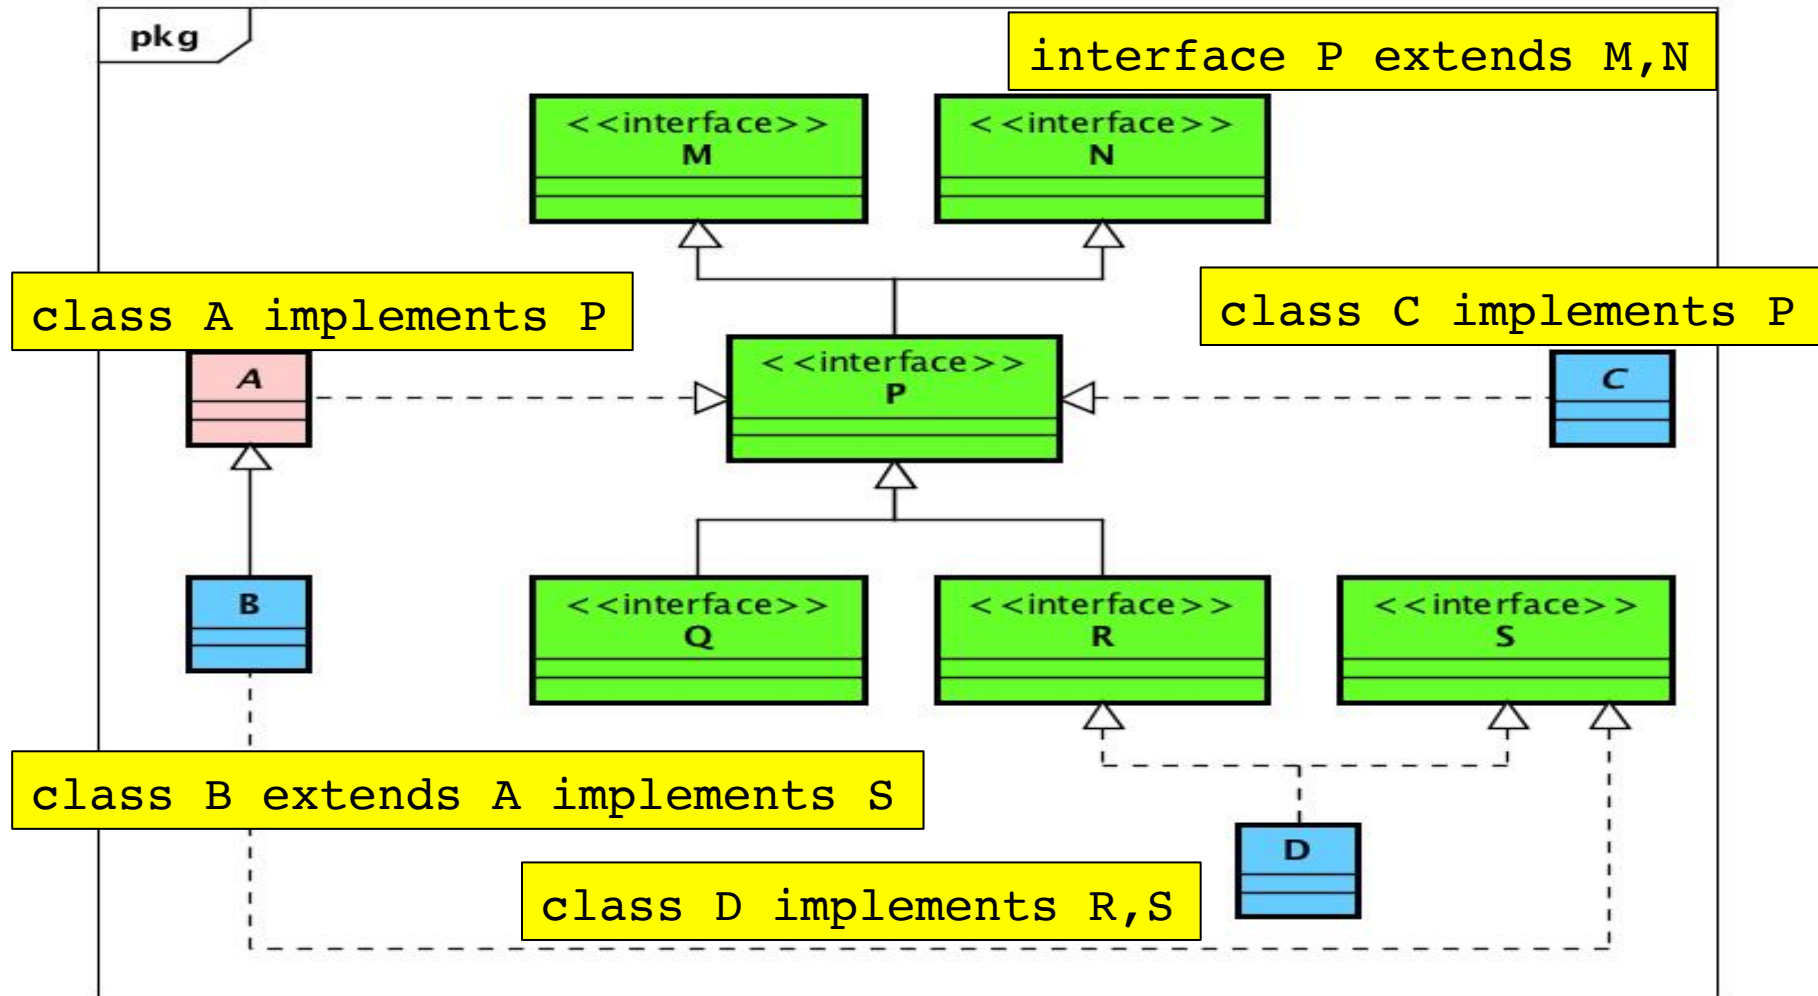 pkg
interface P extends M,N
<<interface>>
M
<<interface>>
N
class A implements P
class C implements P
A
<<interface>>
P
C
B
<<interface>>
Q
<<interface>>
R
<<interface>>
S
class B extends A implements S
D
class D implements R,S